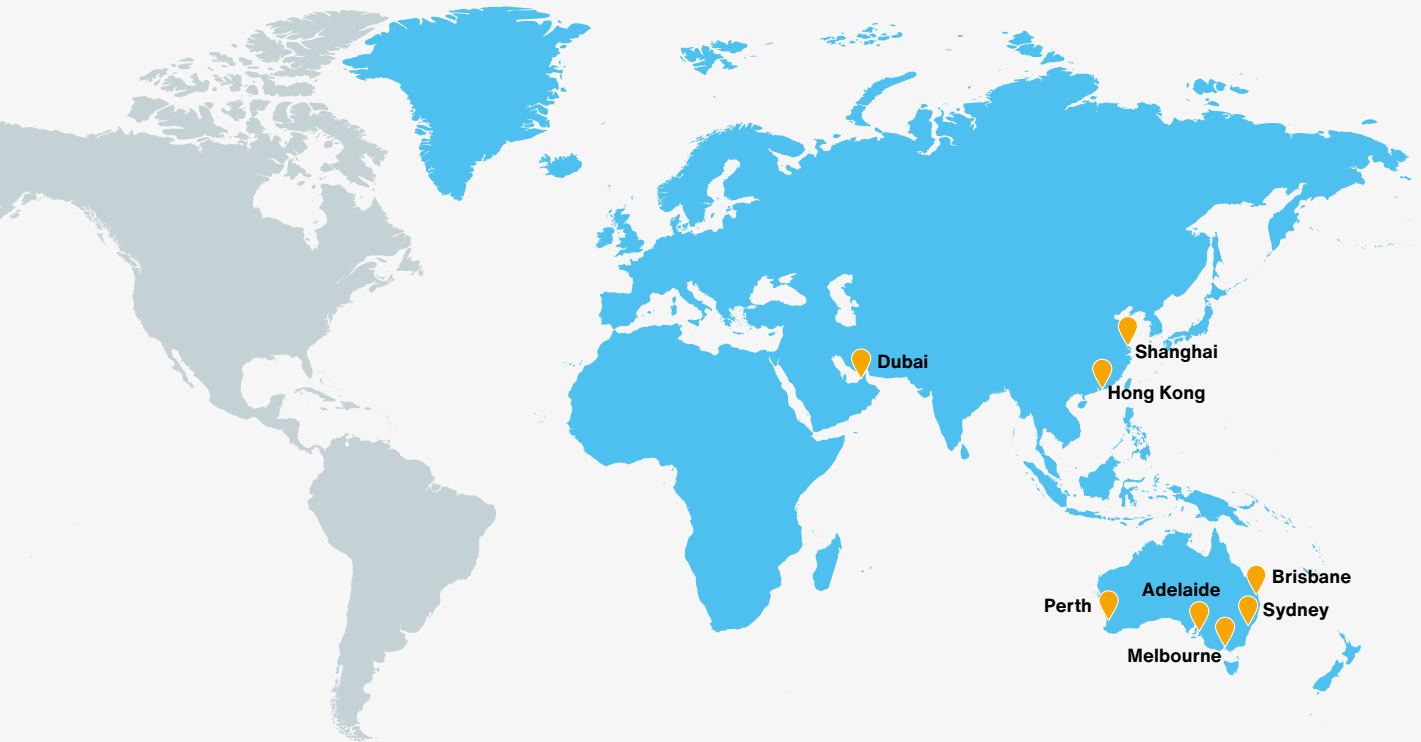 Shanghai
Dubai
Hong Kong
Brisbane
Adelaide
Perth
Sydney
Melbourne